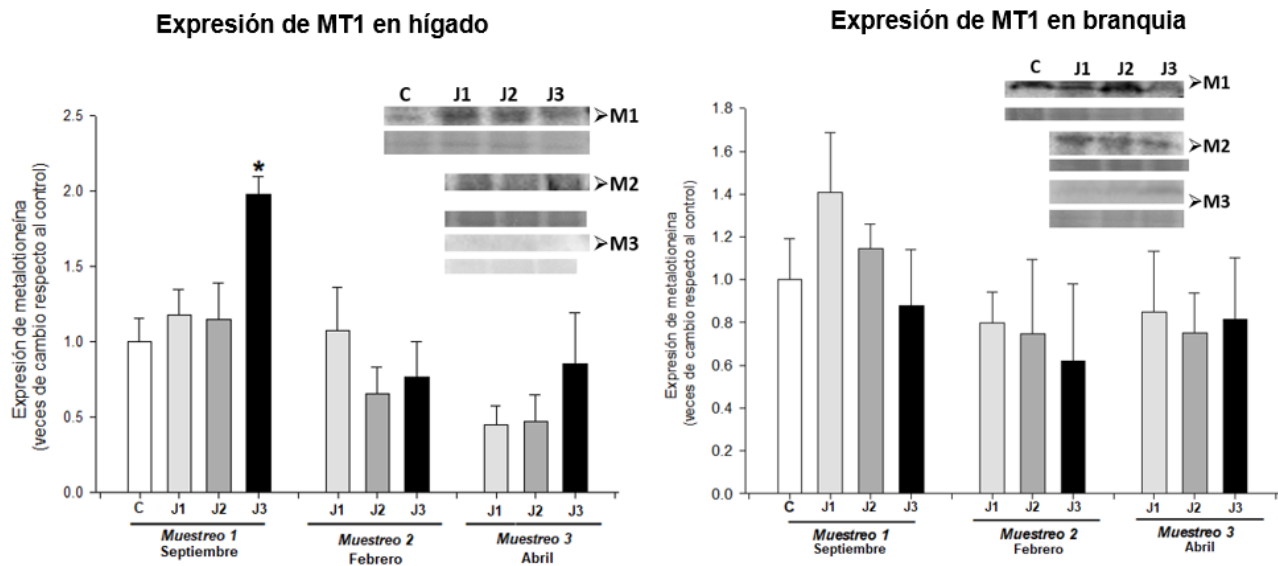 Expresión de MT1 en hígado
C J1 J2 J3
➢M1
➢M2
➢M3
Expresión de metalotioneína
(veces de cambio respecto al control)
2.5
2.0
1.5
1.0
0.5
0.0
*
C J1 J2 J3 J1 J2 J3 J1 J2 J3
Muestreo 1 Muestreo 2 Muestreo 3
Septiembre Febrero Abril
Expresión de MT1 en branquia
C J1 J2 J3
➢M1
➢M2
➢M3
Expresión de metalotioneína
(veces de cambio respecto al control)
1.8
1.6
1.4
1.2
1.0
0.8
0.6
0.4
0.2
0.0
C J1 J2 J3 J1 J2 J3 J1 J2 J3
Muestreo 1 Muestreo 2 Muestreo 3
Septiembre Febrero Abril